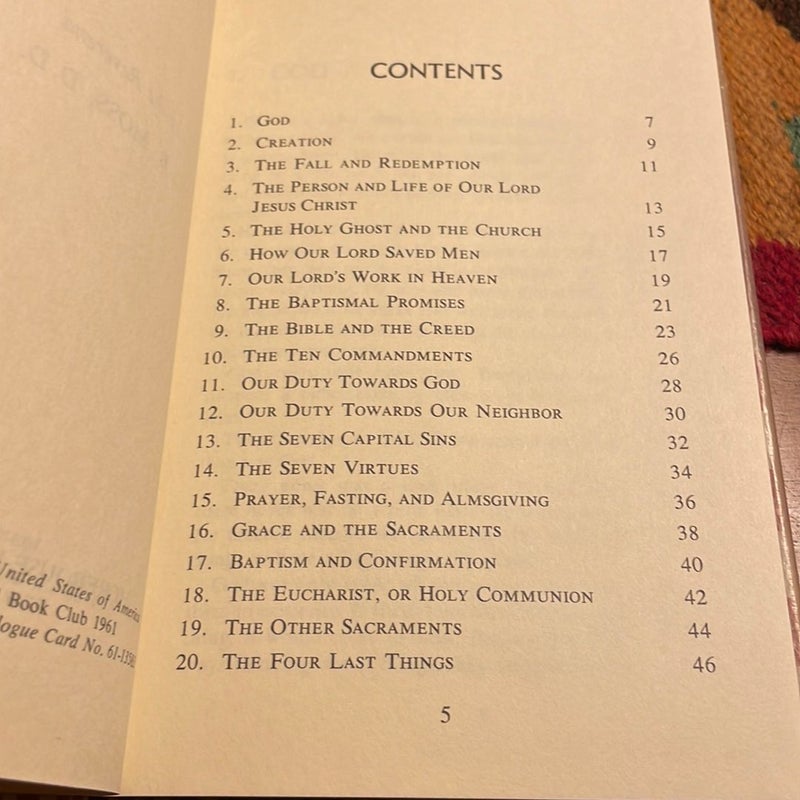 United States of America
Book Club 1961
Card No. 61-
CONTENTS
1. GOD 7
2. CREATION 9
3. THE FALL AND REDEMPTION 11
4. THE PERSON AND LIFE OF OUR LORD
JESUS CHRIST 13
5. THE HOLY GHOST AND THE CHURCH 15
6. HOW OUR LORD SAVED MEN 17
7. OUR LORD'S WORK IN HEAVEN 19
8. THE BAPTISMAL PROMISES 21
9. THE BIBLE AND THE CREED 23
10. THE TEN COMMANDMENTS 26
11. OUR DUTY TOWARDS GOD 28
12. OUR DUTY TOWARDS OUR NEIGHBOR 30
13. THE SEVEN CAPITAL SINS 32
14. THE SEVEN VIRTUES 34
15. PRAYER, FASTING, AND ALMSGIVING 36
16. GRACE AND THE SACRAMENTS 38
17. BAPTISM AND CONFIRMATION 40
18. THE EUCHARIST, OR HOLY COMMUNION 42
19. THE OTHER SACRAMENTS 44
20. THE FOUR LAST THINGS 46
5